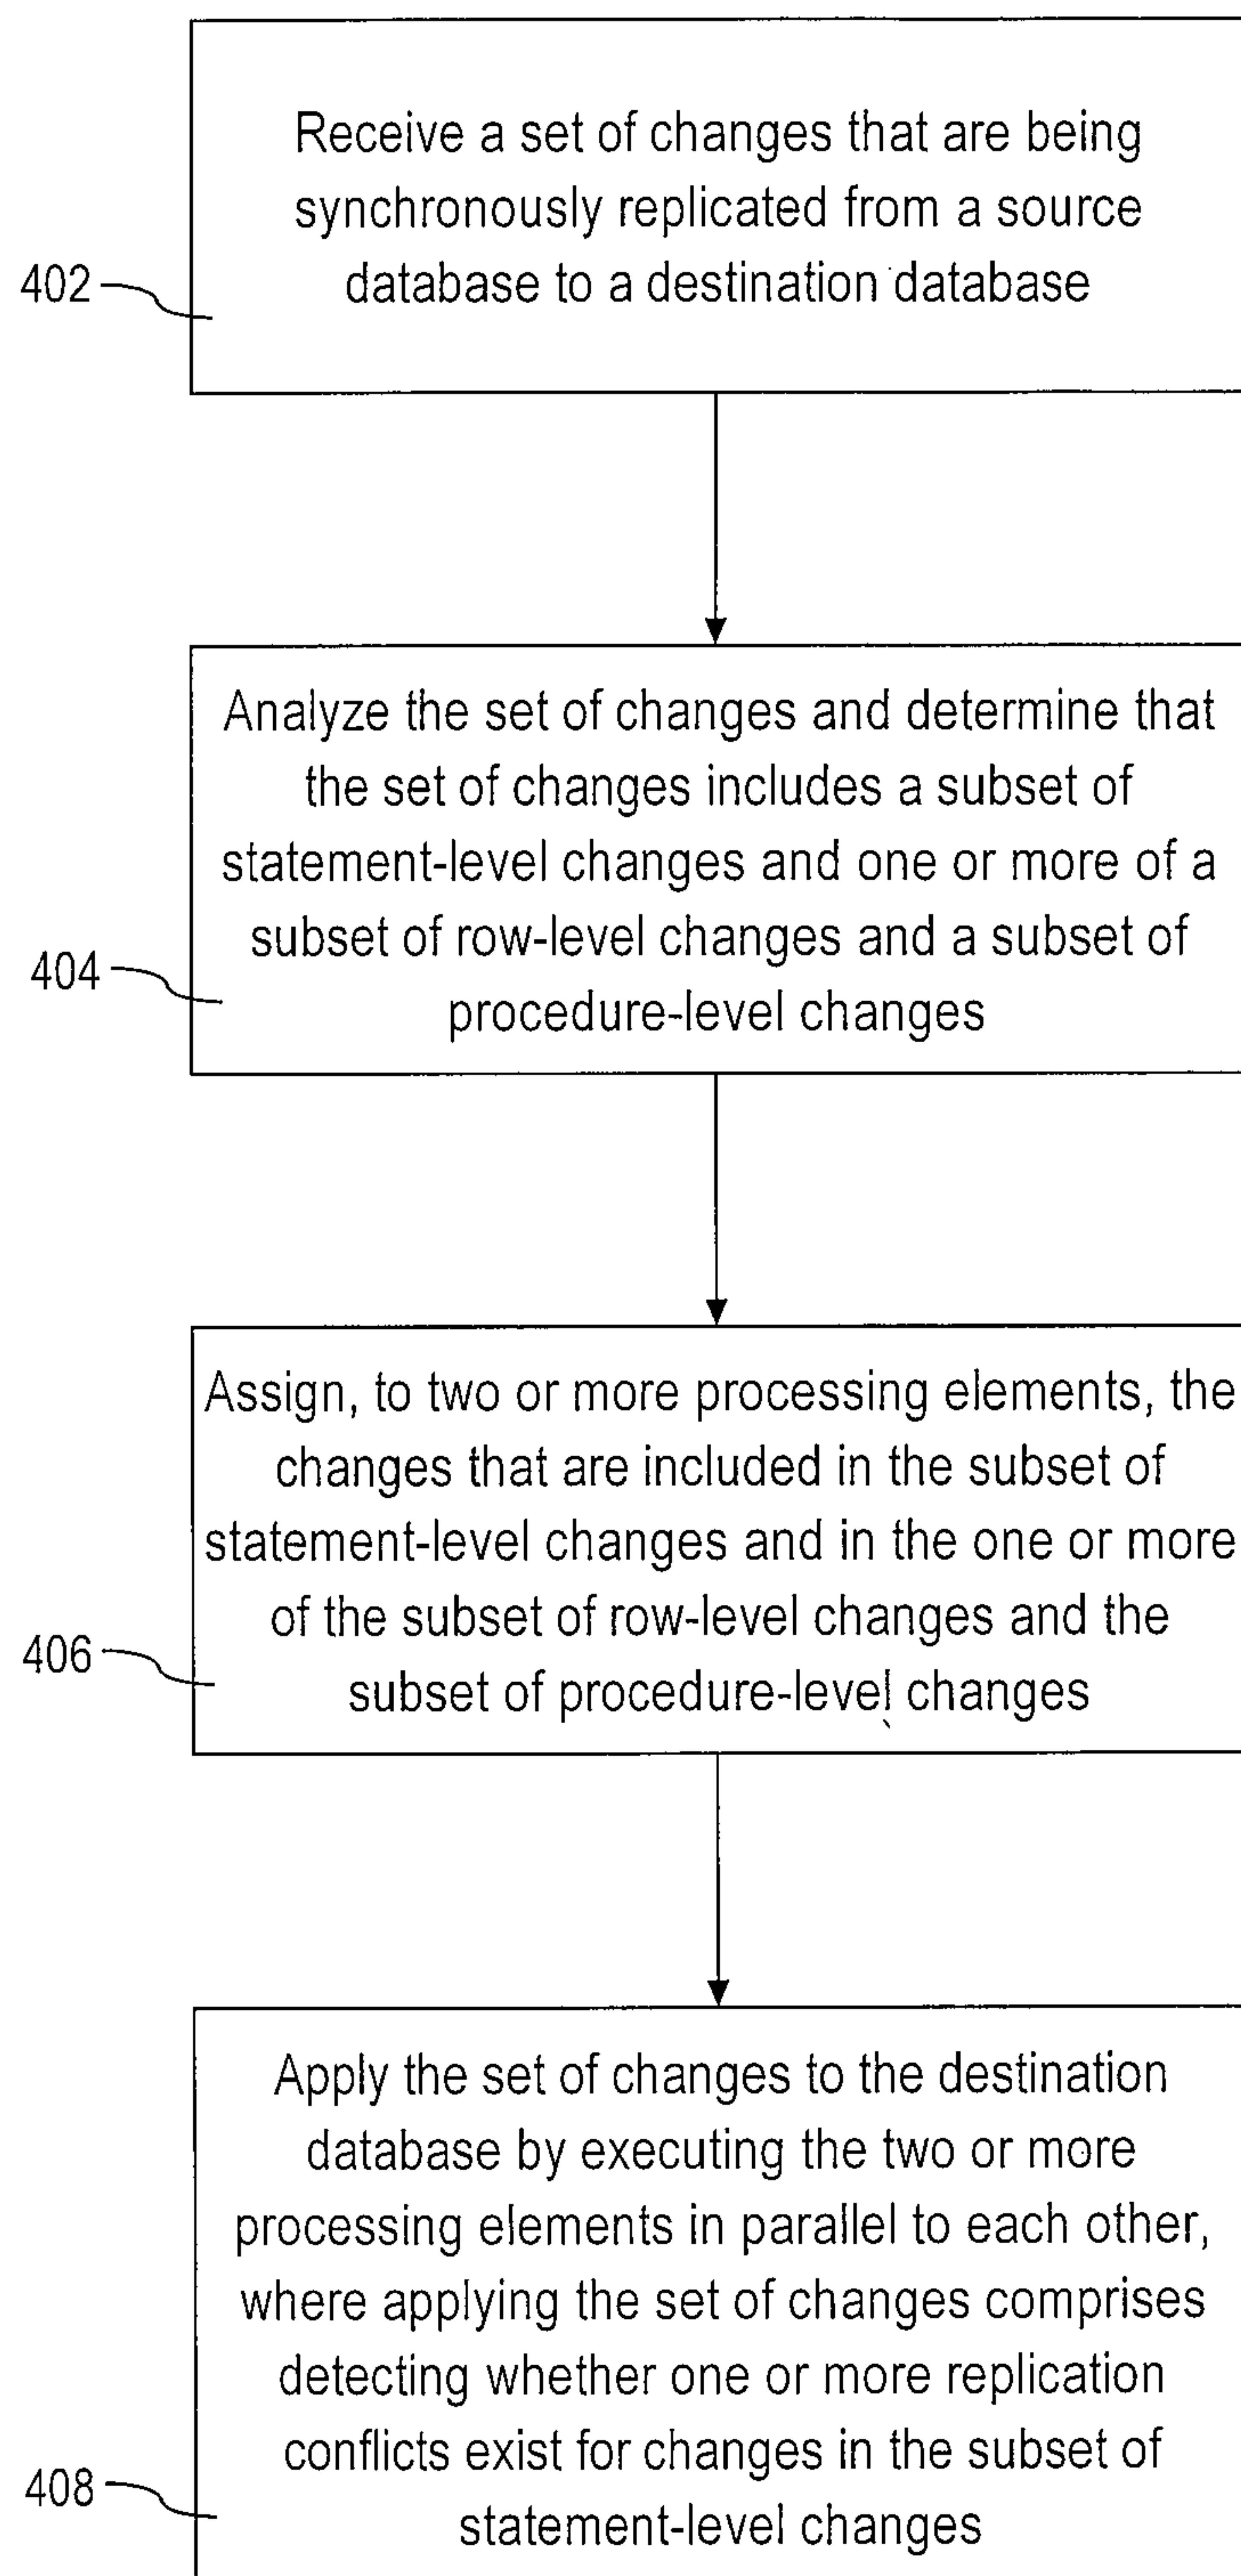 Receive a set of changes that are being
synchronously replicated from a source
database to a destination database
402
Analyze the set of changes and determine that
the set of changes includes a subset of
statement-level changes and one or more of a
subset of row-level changes and a subset of
procedure-level changes
404
Assign, to two or more processing elements, the
changes that are included in the subset of
statement-level changes and in the one or more
of the subset of row-level changes and the
subset of procedure-level changes
406
Apply the set of changes to the destination
database by executing the two or more
processing elements in parallel to each other,
where applying the set of changes comprises
detecting whether one or more replication
conflicts exist for changes in the subset of
statement-level changes
408